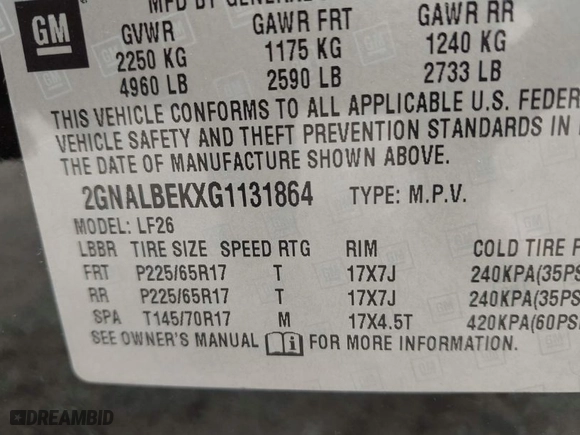 MFD BY GENERAL
GM
GVWR GAWR FRT GAWR RR
2250 KG 1175 KG 1240 KG
4960 LB 2590 LB 2733 LB
THIS VEHICLE CONFORMS TO ALL APPLICABLE U.S. FEDER
VEHICLE SAFETY AND THEFT PREVENTION STANDARDS IN
THE DATE OF MANUFACTURE SHOWN ABOVE.
2GNALBEKXG1131864 TYPE: M.P.V.
MODEL: LF26
LBBR TIRE SIZE SPEED RTG RIM COLD TIRE
FRT P225/65R17 T 17X7J 240KPA(35PS
RR P225/65R17 T 17X7J 240KPA(35PS
SPA T145/70R17 M 17X4.5T 420KPA(60PS
SEE OWNER'S MANUAL i FOR MORE INFORMATION.
DREAMBID